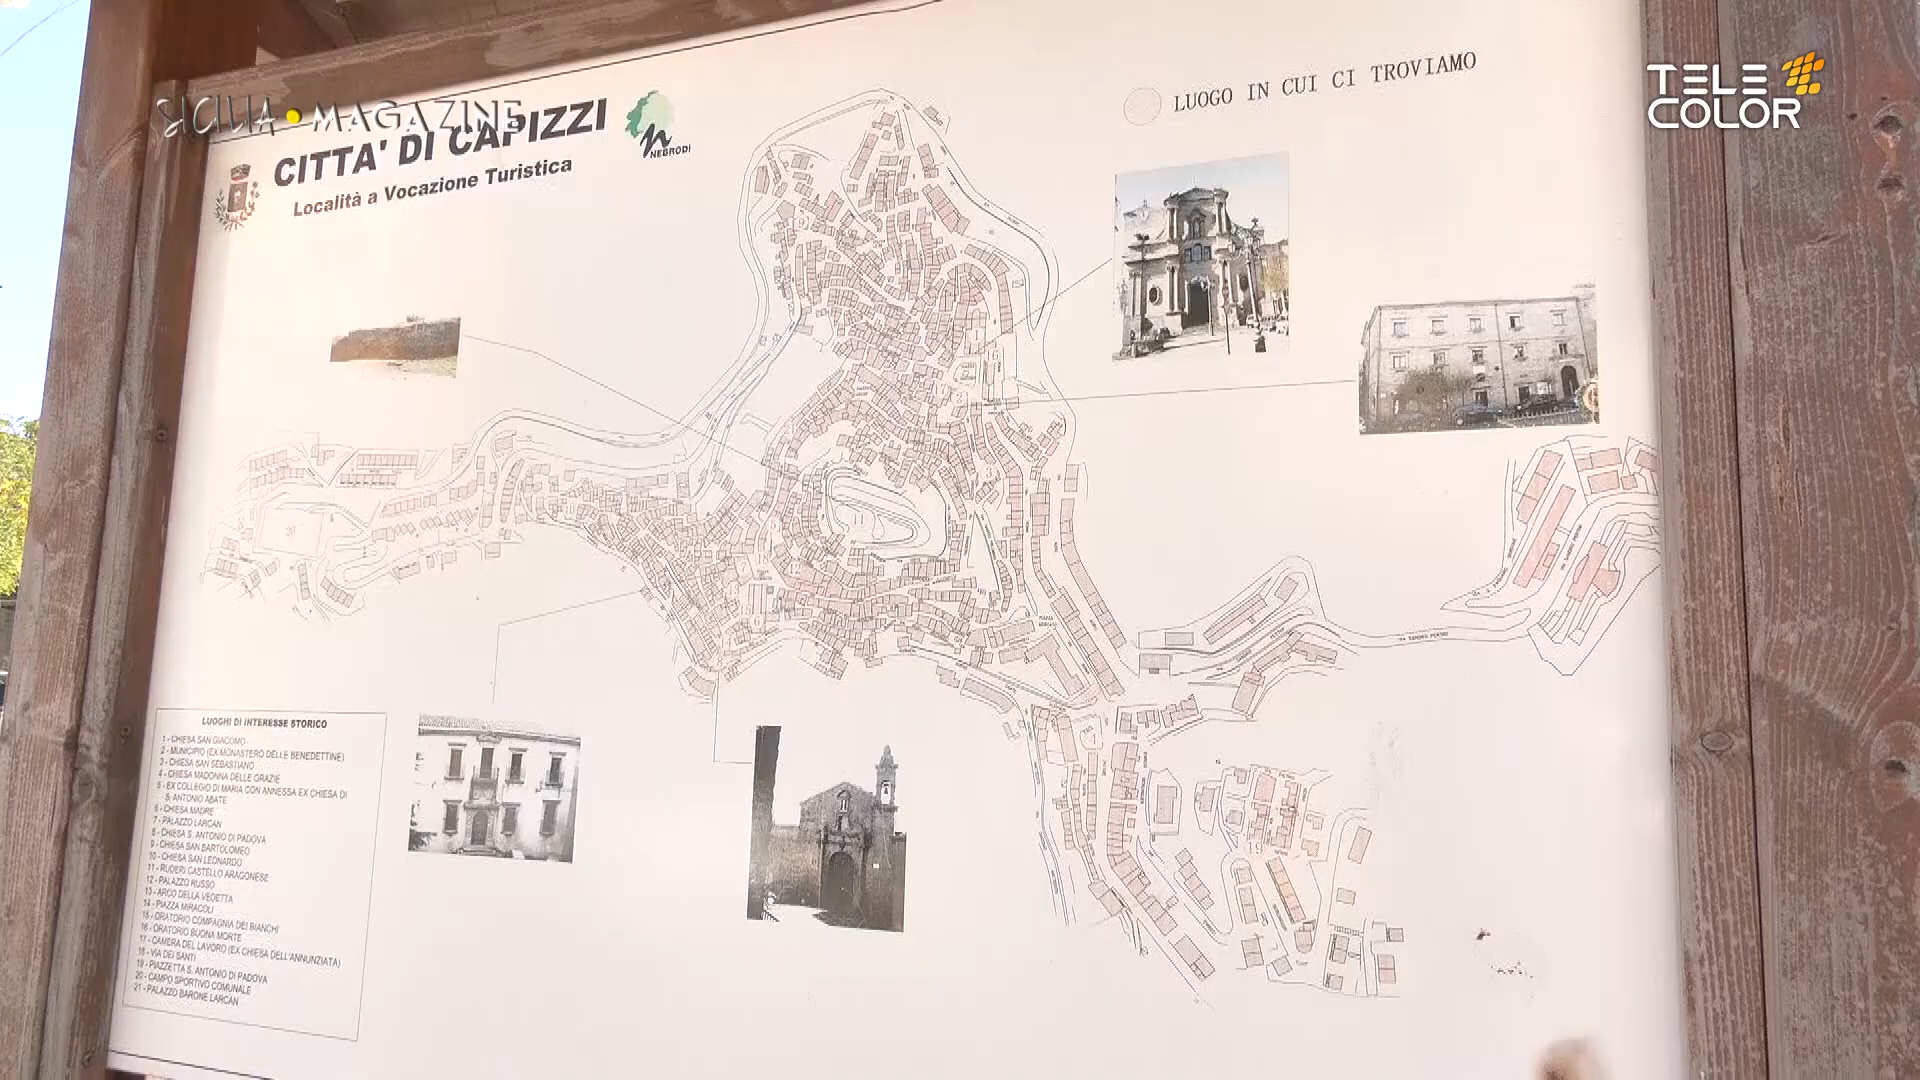 SICILIA MAGAZINE
TELE
COLOR
CITTA' DI CAPIZZI
Località a Vocazione Turistica
NEBRODI
LUOGO IN CUI CI TROVIAMO
20
11
VIA SANDRO PERTINI
LUOGHI DI INTERESSE STORICO
1 - CHIESA SAN GIACOMO
2 - MUNICIPIO (EX MONASTERO DELLE BENEDETTINE)
3 - CHIESA SAN SEBASTIANO
4 - CHIESA MADONNA DELLE GRAZIE
5 - EX COLLEGIO DI MARIA CON ANNESSA EX CHIESA DI
S. ANTONIO ABATE
6 - CHIESA MADRE
7 - PALAZZO LARCAN
8 - CHIESA S. ANTONIO DI PADOVA
9 - CHIESA SAN BARTOLOMEO
10 - CHIESA SAN LEONARDO
11 - RUDERI CASTELLO ARAGONESE
12 - PALAZZO RUSSO
13 - ARCO DELLA VEDETTA
14 - PIAZZA MIRACOLI
15 - ORATORIO COMPAGNIA DEI BIANCHI
16 - ORATORIO BUONA MORTE
17 - CAMERA DEL LAVORO (EX CHIESA DELL'ANNUNZIATA)
18 - VIA DEI SANTI
19 - PIAZZETTA S. ANTONIO DI PADOVA
20 - CAMPO SPORTIVO COMUNALE
21 - PALAZZO BARONE LARCAN